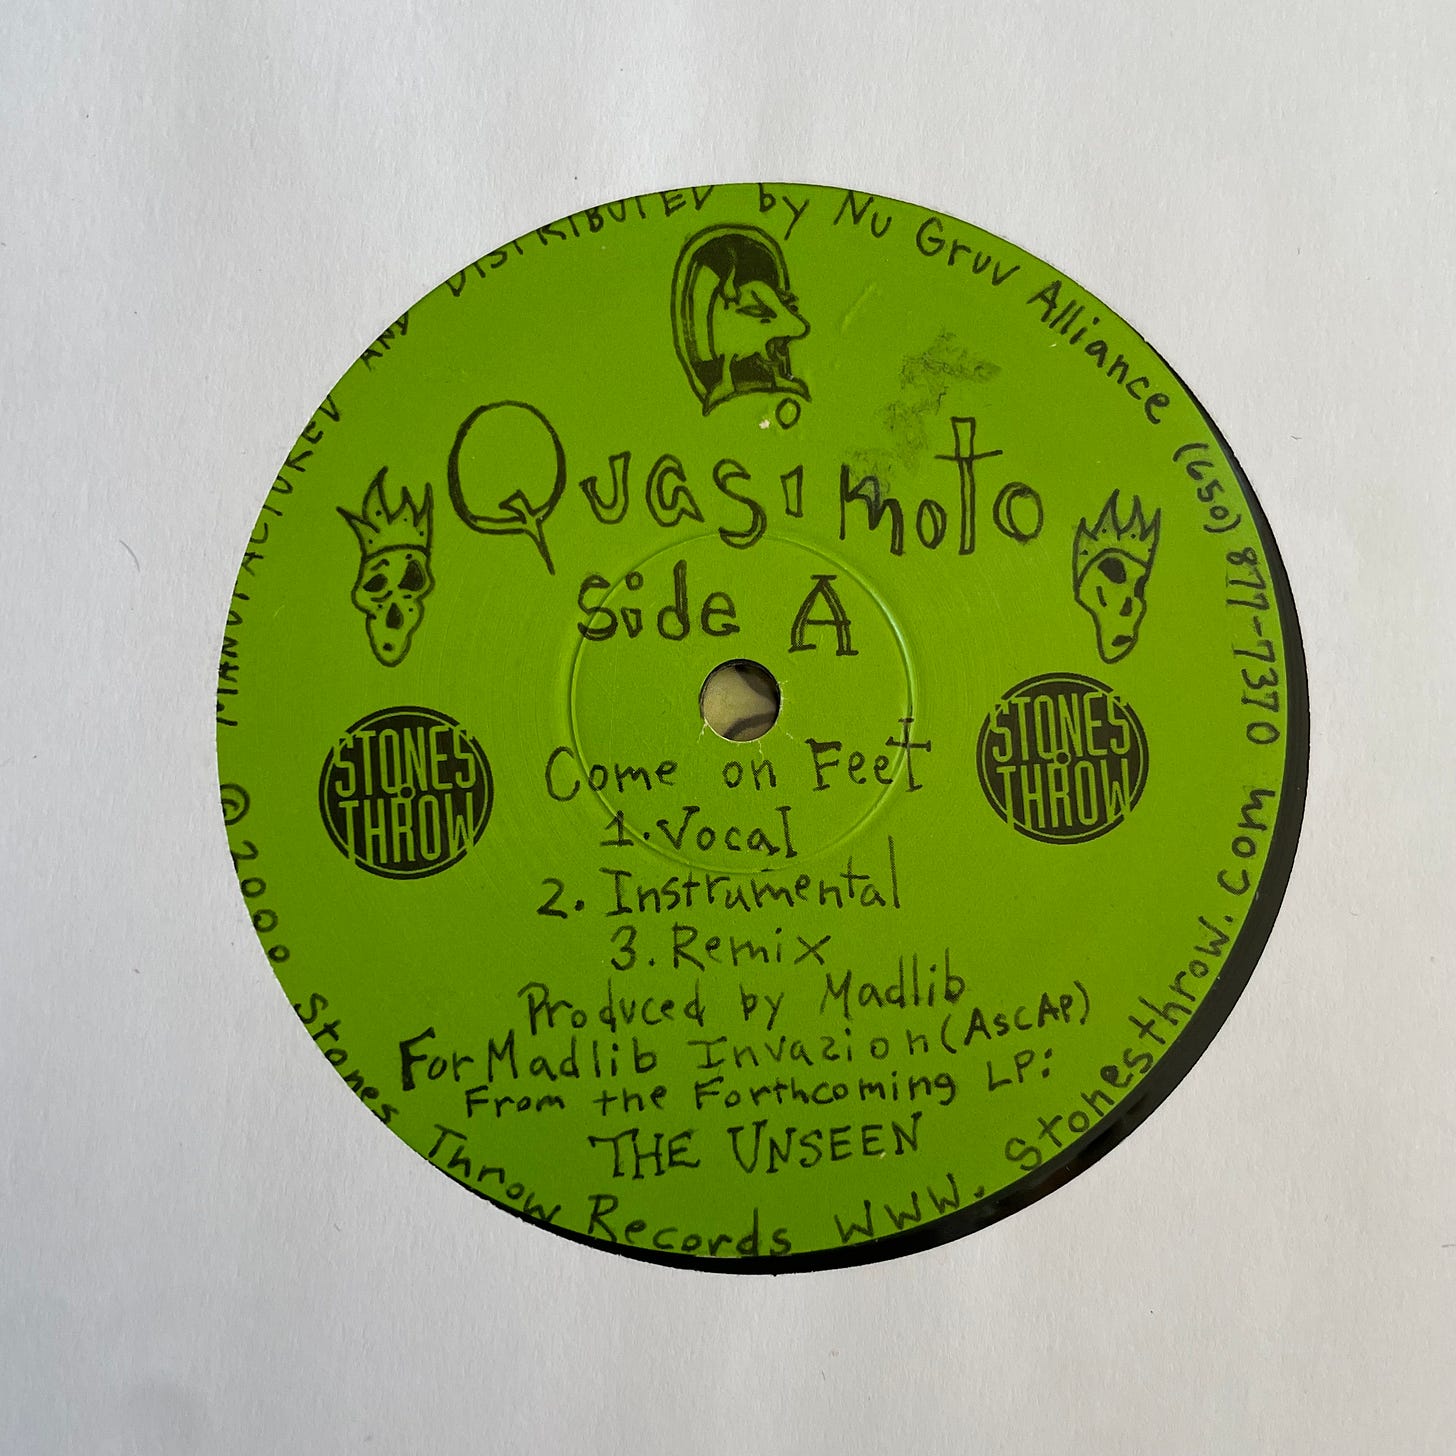 Quasimoto
Side A
STONES
THROW
STONES
THROW
Come on Feet
1. Vocal
2. Instrumental
3. Remix
Produced by Madlib
For Madlib Invazion (AscAp)
From the Forthcoming LP:
THE UNSEEN
MANUFACTURED AND DISTRIBUTED by Nu Gruv Alliance (650) 877-7370
© 2000 Stones Throw Records www.stonesthrow.com